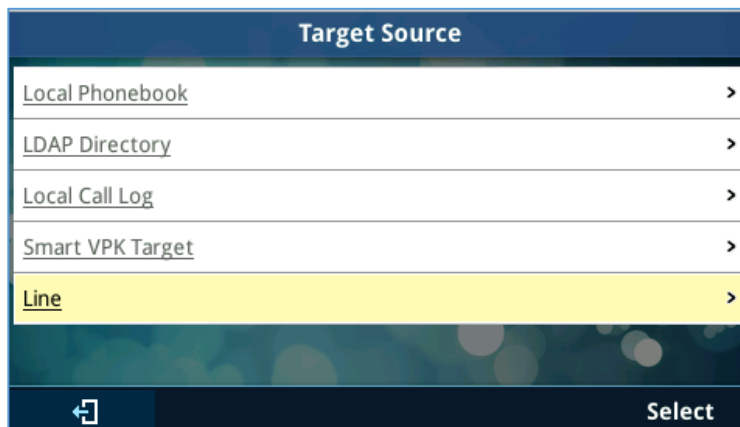 Target Source
Local Phonebook
LDAP Directory
Local Call Log
Smart VPK Target
Line
Select